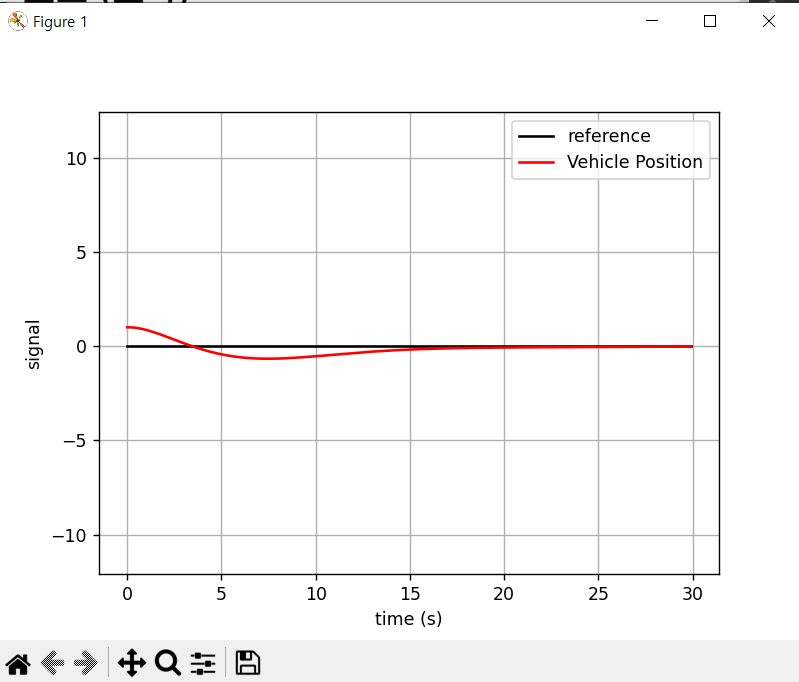 Figure 1
reference
Vehicle Position
10
5
0
−5
−10
signal
0 5 10 15 20 25 30
time (s)